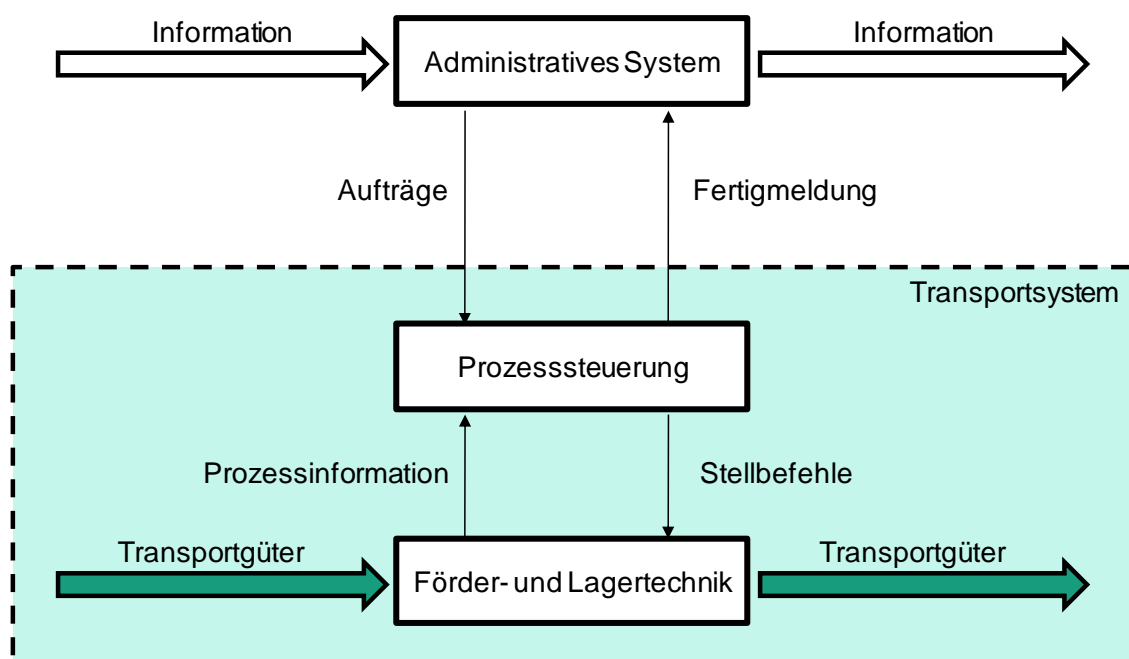 Information
Information
Administratives System
Aufträge
Fertigmeldung
Transportsystem
Prozesssteuerung
Prozessinformation
Stellbefehle
Transportgüter
Transportgüter
Förder- und Lagertechnik